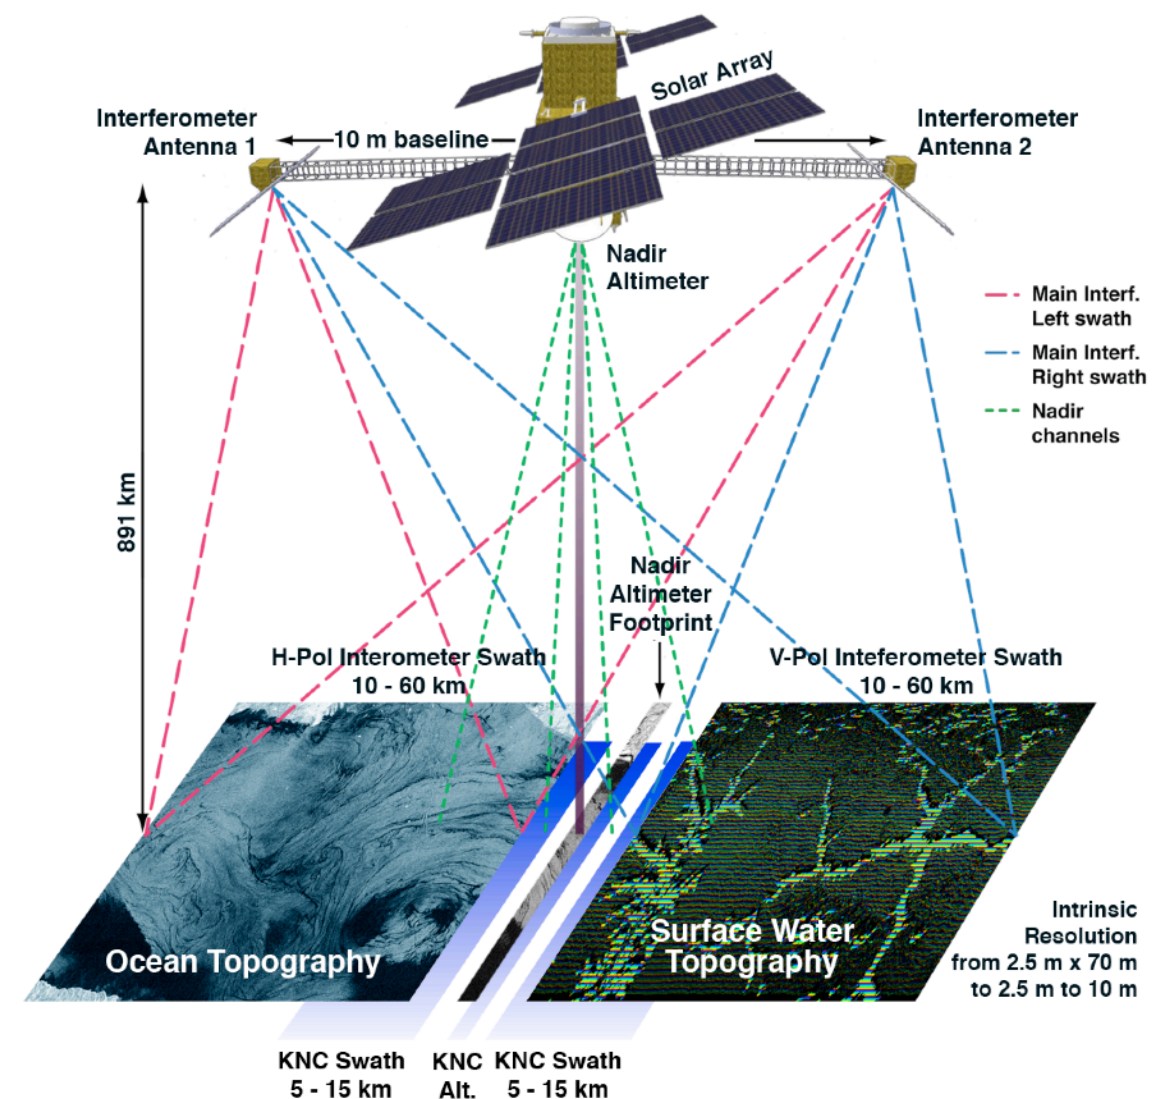 Solar Array
Interferometer
Antenna 1
10 m baseline
Interferometer
Antenna 2
Nadir
Altimeter
Main Interf.
Left swath
Main Interf.
Right swath
Nadir
channels
891 km
Nadir
Altimeter
Footprint
H-Pol Interometer Swath
10 - 60 km
V-Pol Inteferometer Swath
10 - 60 km
Ocean Topography
Surface Water
Topography
Intrinsic
Resolution
from 2.5 m x 70 m
to 2.5 m to 10 m
KNC Swath
5 - 15 km
KNC
Alt.
KNC Swath
5 - 15 km